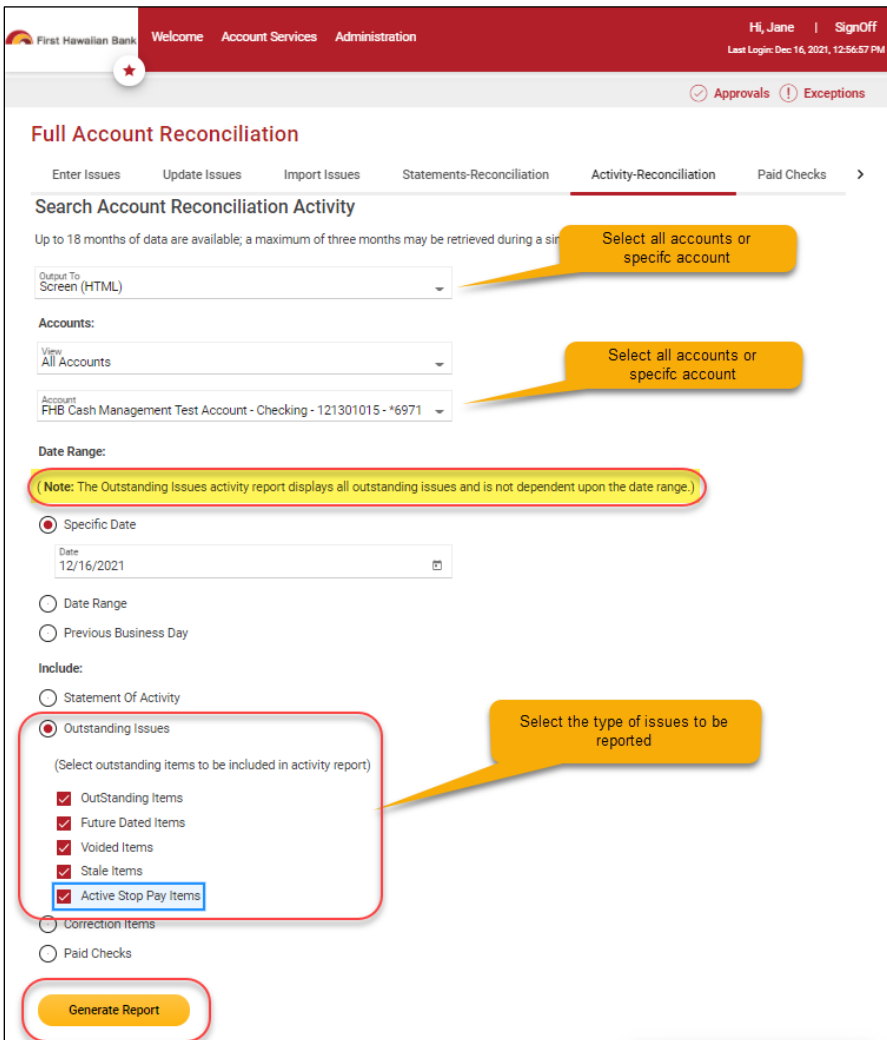 First Hawaiian Bank
Welcome Account Services Administration
Hi, Jane | SignOff
Last Login: Dec 16, 2021, 12:56:57 PM
Approvals Exceptions
Full Account Reconciliation
Enter Issues Update Issues Import Issues Statements-Reconciliation Activity-Reconciliation Paid Checks >
Search Account Reconciliation Activity
Up to 18 months of data are available; a maximum of three months may be retrieved during a
Select all accounts or
specifc account
Output To
Screen (HTML)
Accounts:
View
All Accounts
Select all accounts or
specifc account
Account
FHB Cash Management Test Account - Checking - 121301015 - *6971
Date Range:
( Note: The Outstanding Issues activity report displays all outstanding issues and is not dependent upon the date range.)
Specific Date
Date
12/16/2021
Date Range
Previous Business Day
Include:
Statement Of Activity
Outstanding Issues
Select the type of issues to be
reported
(Select outstanding items to be included in activity report)
OutStanding Items
Future Dated Items
Voided Items
Stale Items
Active Stop Pay Items
Correction Items
Paid Checks
Generate Report